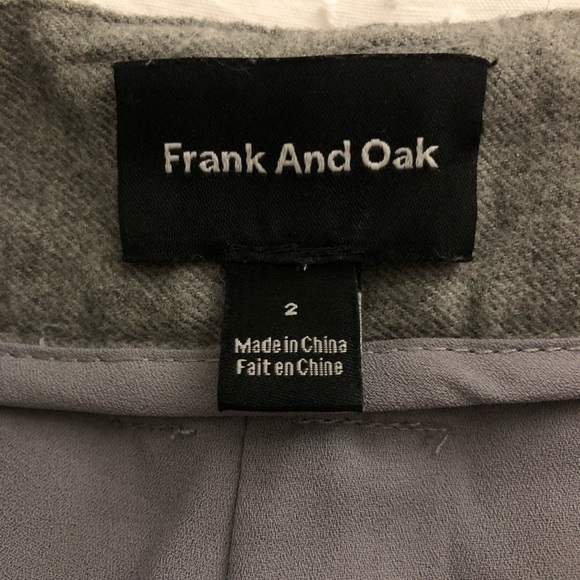 Frank And Oak
2
Made in China
Fait en Chine